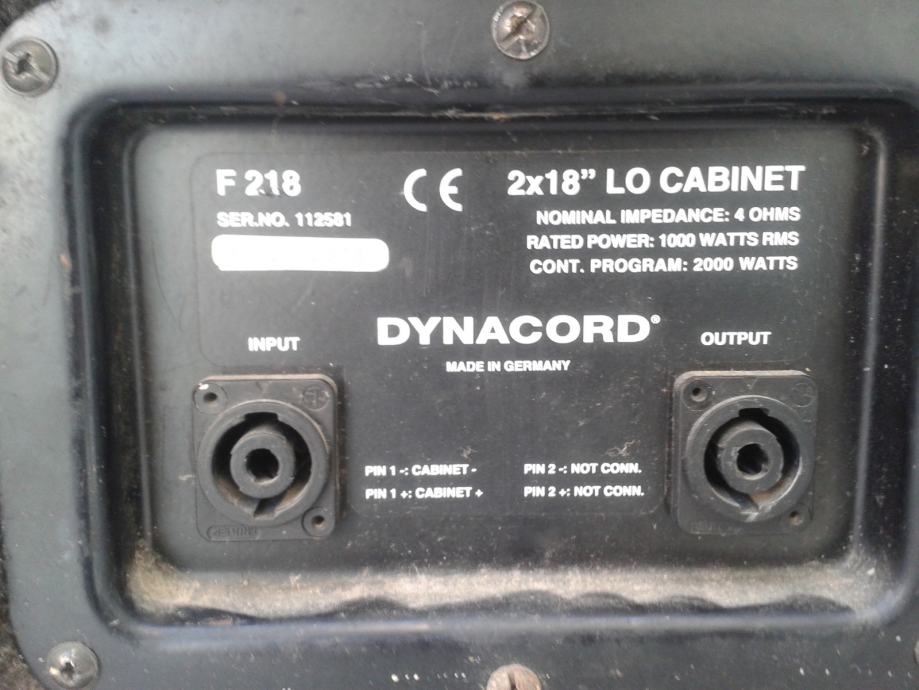 F 218
SER.NO. 112581
CE
2x18” LO CABINET
NOMINAL IMPEDANCE: 4 OHMS
RATED POWER: 1000 WATTS RMS
CONT. PROGRAM: 2000 WATTS
DYNACORD®
MADE IN GERMANY
INPUT
OUTPUT
PIN 1 -: CABINET -
PIN 1 +: CABINET +
PIN 2 -: NOT CONN.
PIN 2 +: NOT CONN.